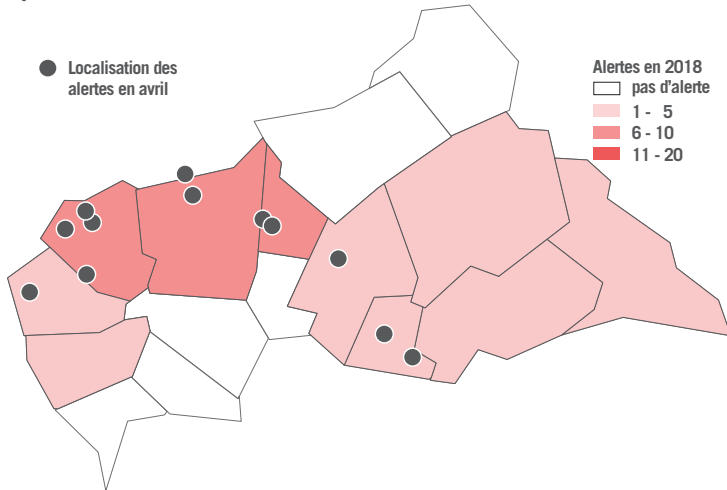 Localisation des
alertes en avril
Alertes en 2018
pas d'alerte
1 - 5
6 - 10
11 - 20